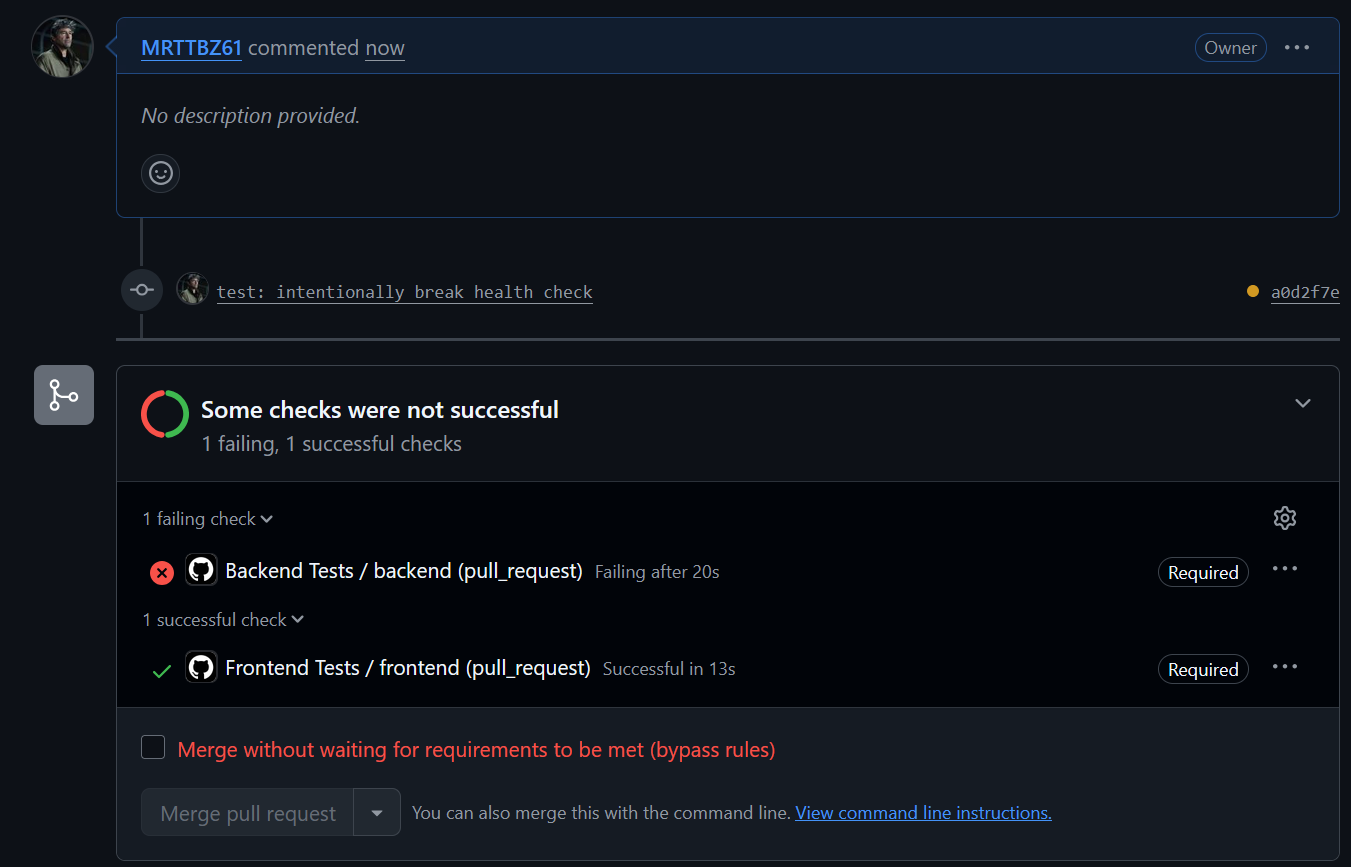 MRTTBZ61 commented now
Owner
No description provided.
test: intentionally break health check
a0d2f7e
Some checks were not successful
1 failing, 1 successful checks
1 failing check
Backend Tests / backend (pull_request) Failing after 20s
Required
1 successful check
Frontend Tests / frontend (pull_request) Successful in 13s
Required
Merge without waiting for requirements to be met (bypass rules)
Merge pull request
You can also merge this with the command line. View command line instructions.